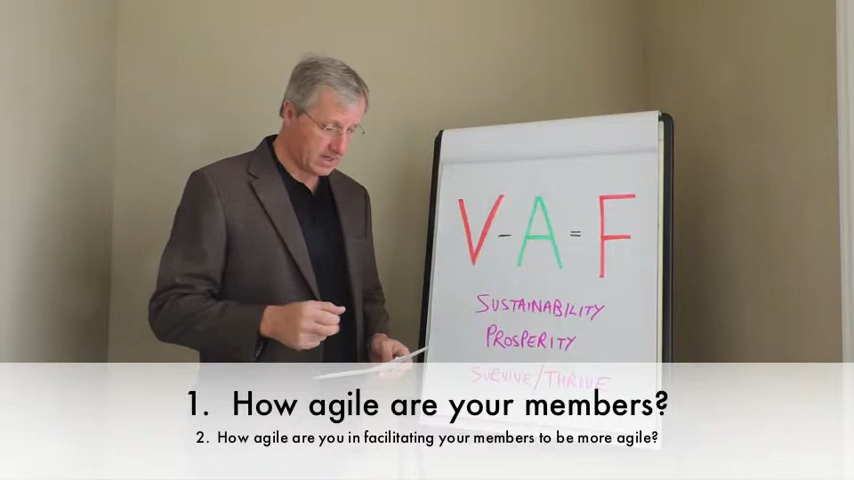 V - A = F
SUSTAINABILITY
PROSPERITY
SURVIVE/THRIVE
1. How agile are your members?
2. How agile are you in facilitating your members to be more agile?